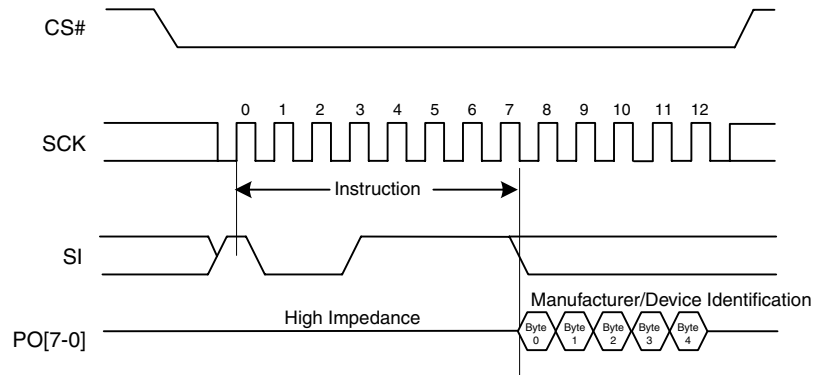 CS#
0 1 2 3 4 5 6 7 8 9 10 11 12
SCK
Instruction
SI
Manufacturer/Device Identification
High Impedance
PO[7-0]
Byte 0
Byte 1
Byte 2
Byte 3
Byte 4